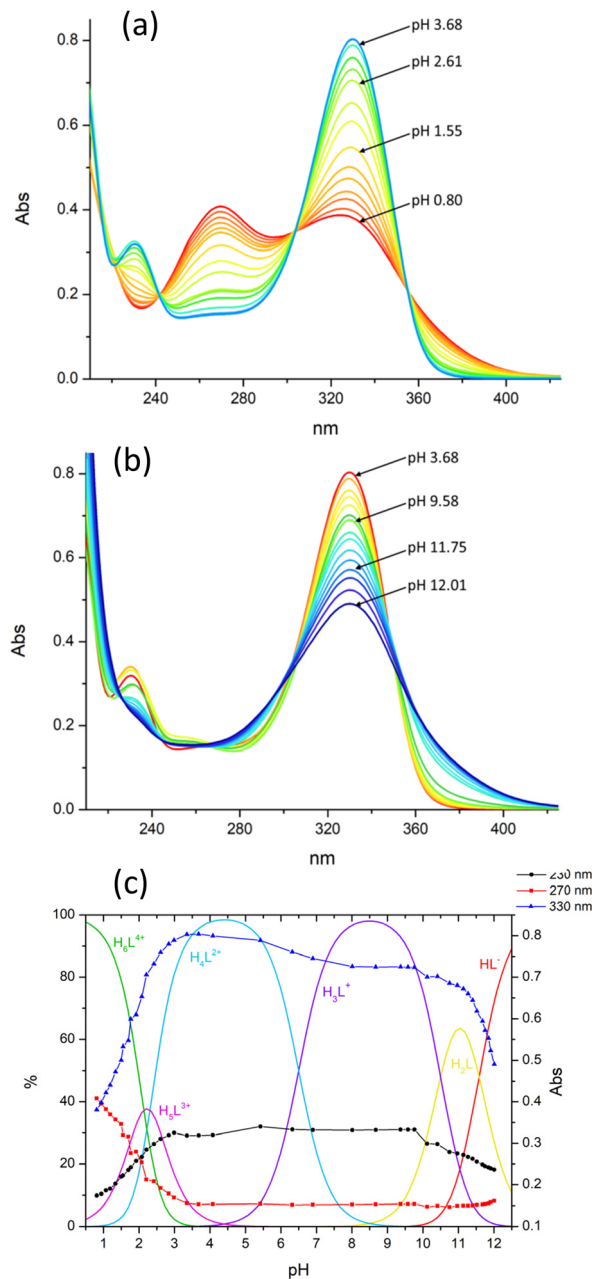 (a)
0.8
0.6
0.4
0.2
0.0
Abs
pH 3.68
pH 2.61
pH 1.55
pH 0.80
240 280 320 360 400
nm
(b)
0.8
0.6
0.4
0.2
0.0
Abs
pH 3.68
pH 9.58
pH 11.75
pH 12.01
240 280 320 360 400
nm
(c)
230 nm
270 nm
330 nm
100
80
60
40
20
0
%
H₆L⁴⁺
H₅L³⁺
H₄L²⁺
H₃L⁺
H₂L
HL⁻
0.8
0.7
0.6
0.5
0.4
0.3
0.2
0.1
Abs
1 2 3 4 5 6 7 8 9 10 11 12
pH